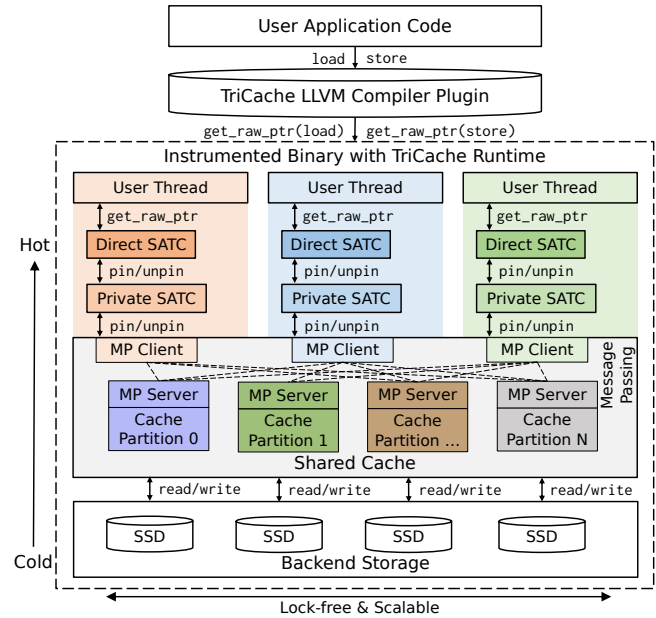 User Application Code
load store
TriCache LLVM Compiler Plugin
get_raw_ptr(load) get_raw_ptr(store)
Instrumented Binary with TriCache Runtime
User Thread User Thread User Thread
get_raw_ptr get_raw_ptr get_raw_ptr
Hot
Direct SATC Direct SATC Direct SATC
pin/unpin pin/unpin pin/unpin
Private SATC Private SATC Private SATC
pin/unpin pin/unpin pin/unpin
MP Client MP Client MP Client
Message
Passing
MP Server MP Server MP Server MP Server
Cache Cache Cache Cache
Partition 0 Partition 1 Partition ... Partition N
Shared Cache
read/write read/write read/write read/write
SSD SSD SSD SSD
Cold
Backend Storage
Lock-free & Scalable